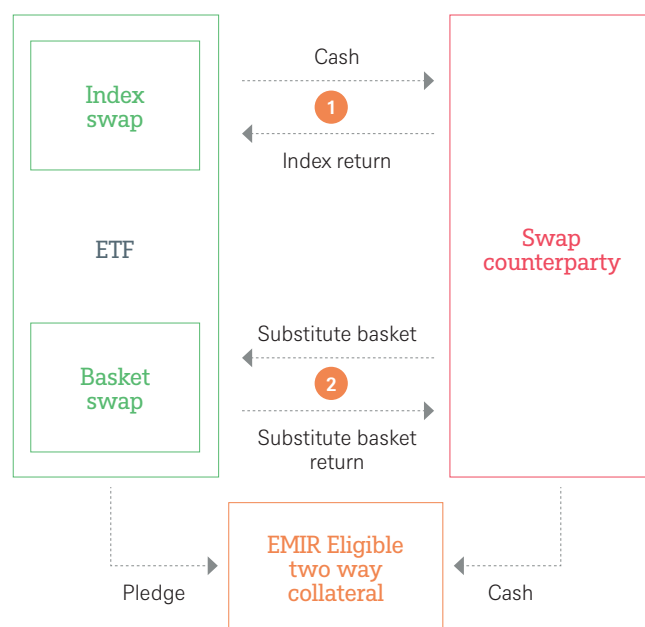 Cash
Index
swap
1
Index return
ETF
Swap
counterparty
Substitute basket
Basket
swap
2
Substitute basket
return
EMIR Eligible
two way
collateral
Pledge
Cash